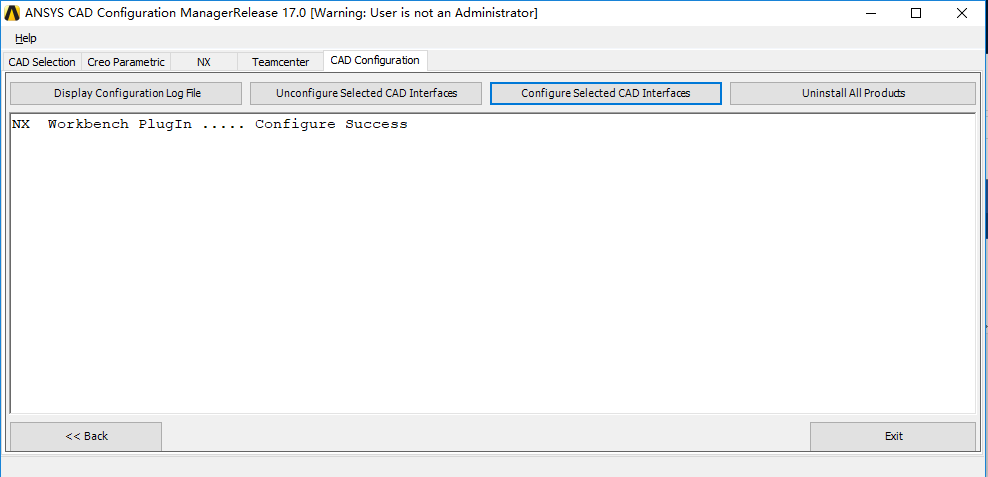 ANSYS CAD Configuration ManagerRelease 17.0 [Warning: User is not an Administrator]
Help
CAD Selection Creo Parametric NX Teamcenter CAD Configuration
Display Configuration Log File Unconfigure Selected CAD Interfaces Configure Selected CAD Interfaces Uninstall All Products
NX Workbench PlugIn ..... Configure Success
<< Back Exit